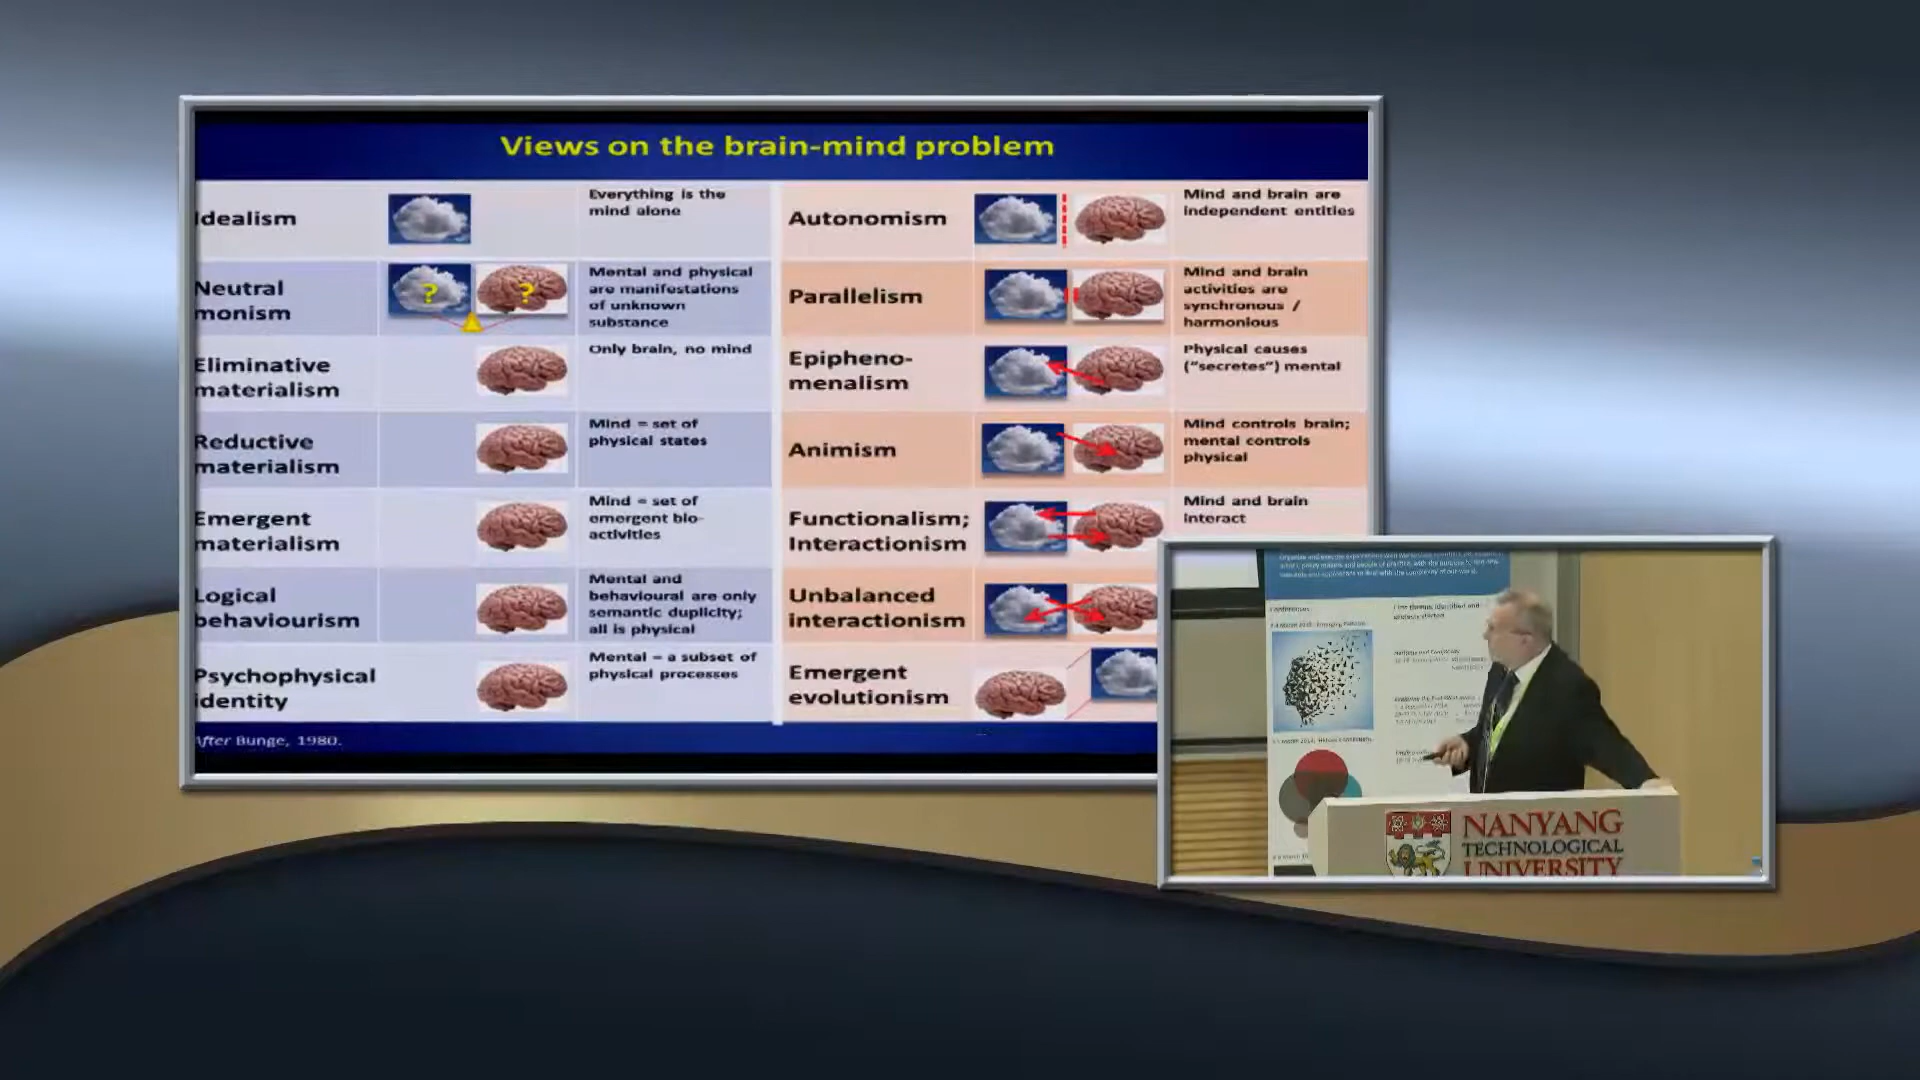 Views on the brain-mind problem
Idealism
Everything is the
mind alone
Neutral
monism
?
?
Mental and physical
are manifestations
of unknown
substance
Eliminative
materialism
Only brain, no mind
Reductive
materialism
Mind = set of
physical states
Emergent
materialism
Mind = set of
emergent bio-
activities
Logical
behaviourism
Mental and
behavioural are only
semantic duplicity;
all is physical
Psychophysical
identity
Mental – a subset of
physical processes
Autonomism
Mind and brain are
independent entities
Parallelism
Mind and brain
activities are
synchronous /
harmonious
Epipheno-
menalism
Physical causes
("secretes") mental
Animism
Mind controls brain;
mental controls
physical
Functionalism;
Interactionism
Mind and brain
interact
Unbalanced
interactionism
Emergent
evolutionism
After Bunge, 1980.
NANYANG
TECHNOLOGICAL
UNIVERSITY